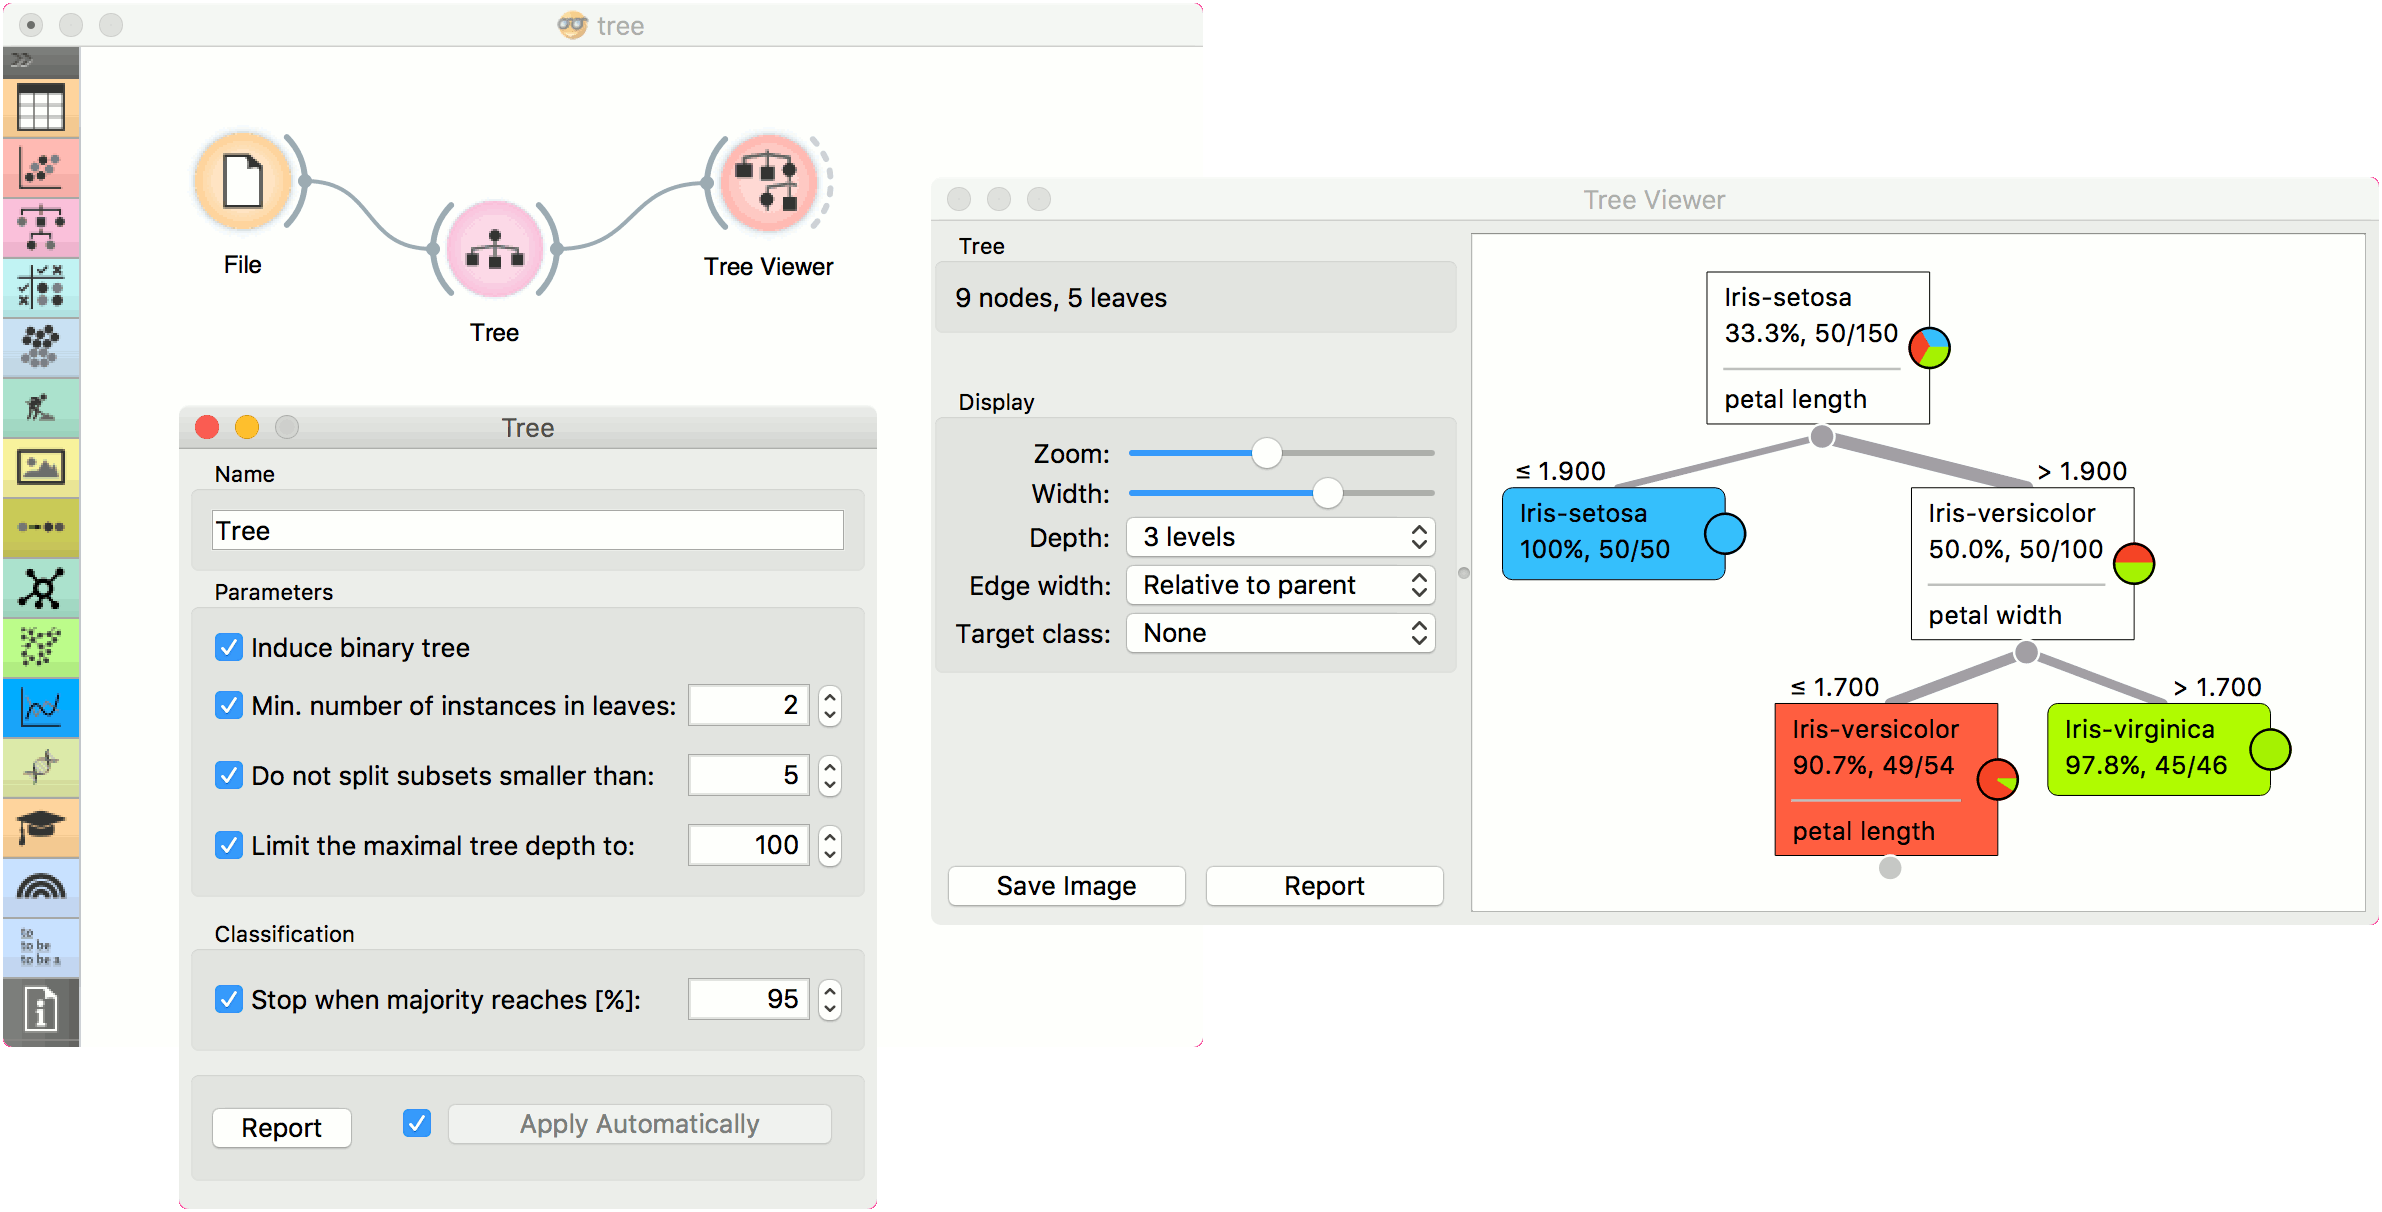 tree
File
Tree
Tree Viewer
to
to be
to be a
Tree
Name
Tree
Parameters
Induce binary tree
Min. number of instances in leaves: 2
Do not split subsets smaller than: 5
Limit the maximal tree depth to: 100
Classification
Stop when majority reaches [%]: 95
Report Apply Automatically
Tree Viewer
Tree
9 nodes, 5 leaves
Display
Zoom:
Width:
Depth: 3 levels
Edge width: Relative to parent
Target class: None
Save Image Report
Iris-setosa
33.3%, 50/150
petal length
≤ 1.900 > 1.900
Iris-setosa
100%, 50/50
Iris-versicolor
50.0%, 50/100
petal width
≤ 1.700 > 1.700
Iris-versicolor
90.7%, 49/54
petal length
Iris-virginica
97.8%, 45/46